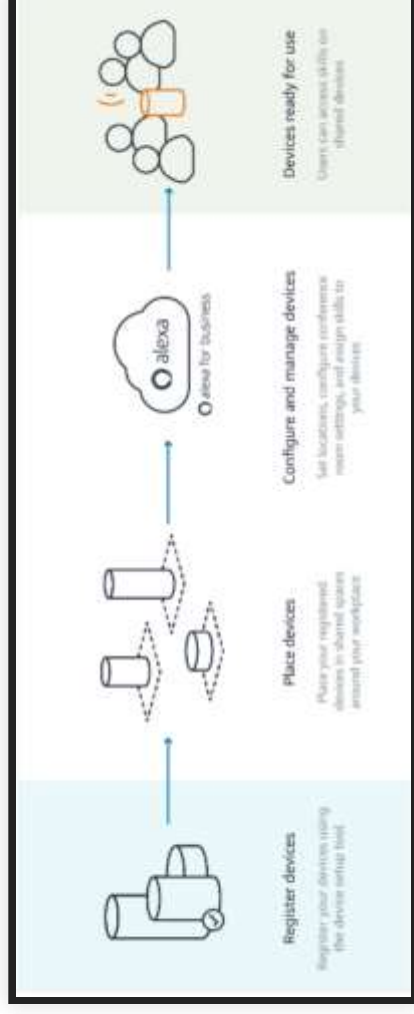 Register devices
Register your devices using
the device setup tool
Place devices
Place your registered
devices in shared spaces
around your workplace
alexa
alexa for business
Configure and manage devices
Set locations, configure conference
room settings, and assign skills to
your devices
Devices ready for use
Users can access skills on
shared devices